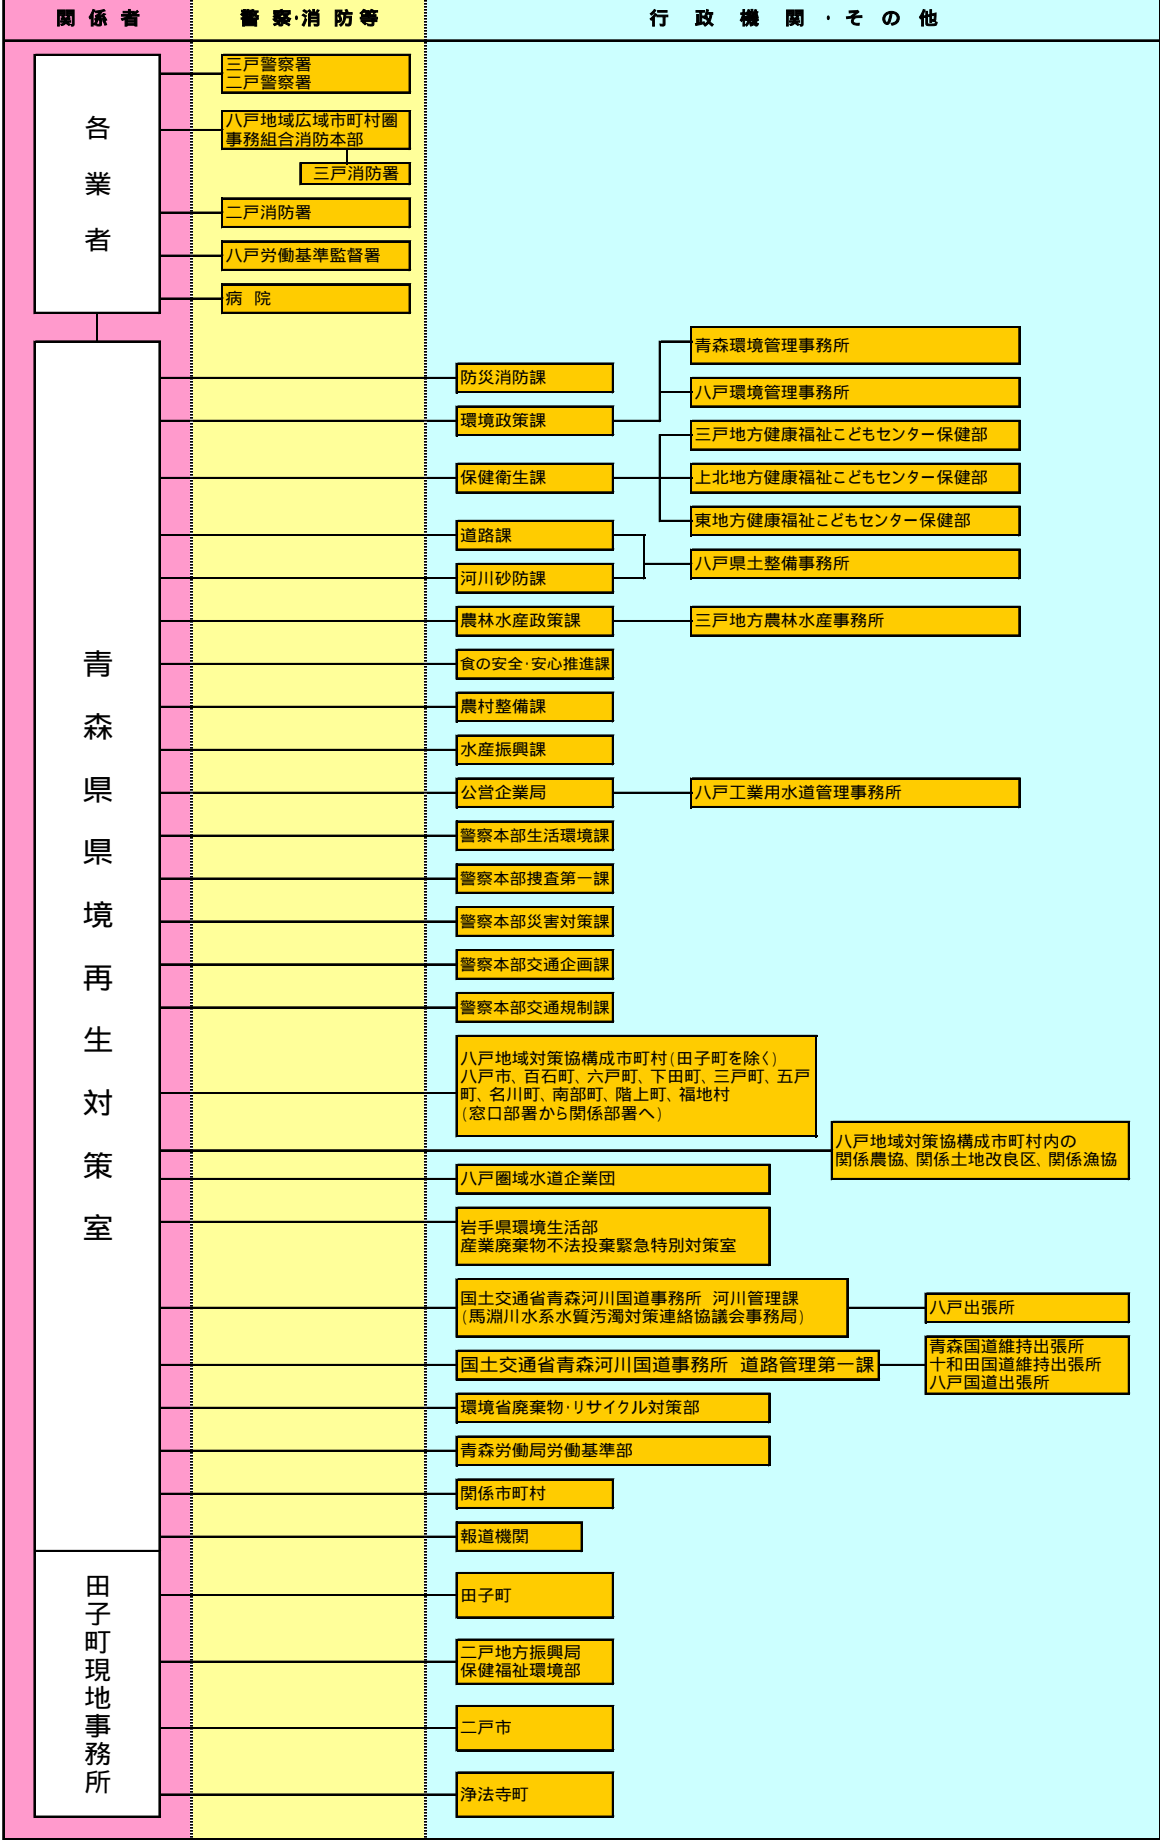 関係者
警察・消防等
行政機関・その他
各業者
三戸警察署
二戸警察署
八戸地域広域市町村圏
事務組合消防本部
三戸消防署
二戸消防署
八戸労働基準監督署
病 院
青森県県境再生対策室
防災消防課
環境政策課
青森環境管理事務所
八戸環境管理事務所
保健衛生課
三戸地方健康福祉こどもセンター保健部
上北地方健康福祉こどもセンター保健部
東地方健康福祉こどもセンター保健部
道路課
河川砂防課
八戸県土整備事務所
農林水産政策課
三戸地方農林水産事務所
食の安全・安心推進課
農村整備課
水産振興課
公営企業局
八戸工業用水道管理事務所
警察本部生活環境課
警察本部捜査第一課
警察本部災害対策課
警察本部交通企画課
警察本部交通規制課
八戸地域対策協構成市町村(田子町を除く)
八戸市、百石町、六戸町、下田町、三戸町、五戸
町、名川町、南部町、階上町、福地村
(窓口部署から関係部署へ)
八戸地域対策協構成市町村内の
関係農協、関係土地改良区、関係漁協
八戸圏域水道企業団
岩手県環境生活部
産業廃棄物不法投棄緊急特別対策室
国土交通省青森河川国道事務所 河川管理課
(馬淵川水系水質汚濁対策連絡協議会事務局)
八戸出張所
国土交通省青森河川国道事務所 道路管理第一課
青森国道維持出張所
十和田国道維持出張所
八戸国道出張所
環境省廃棄物・リサイクル対策部
青森労働局労働基準部
関係市町村
報道機関
田子町現地事務所
田子町
二戸地方振興局
保健福祉環境部
二戸市
浄法寺町